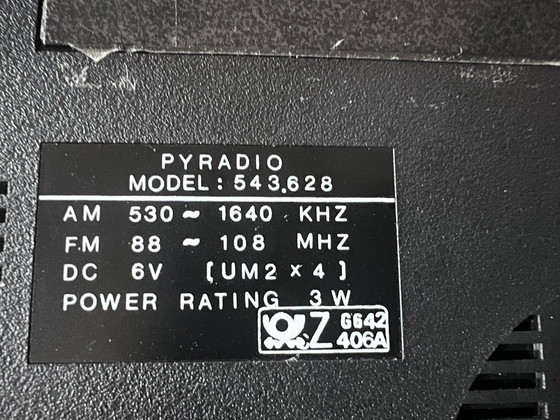 PYRADIO
MODEL: 543.628
AM 530 ~ 1640 KHZ
FM 88 ~ 108 MHZ
DC 6V [UM2 x 4]
POWER RATING 3W
Z G642
406A